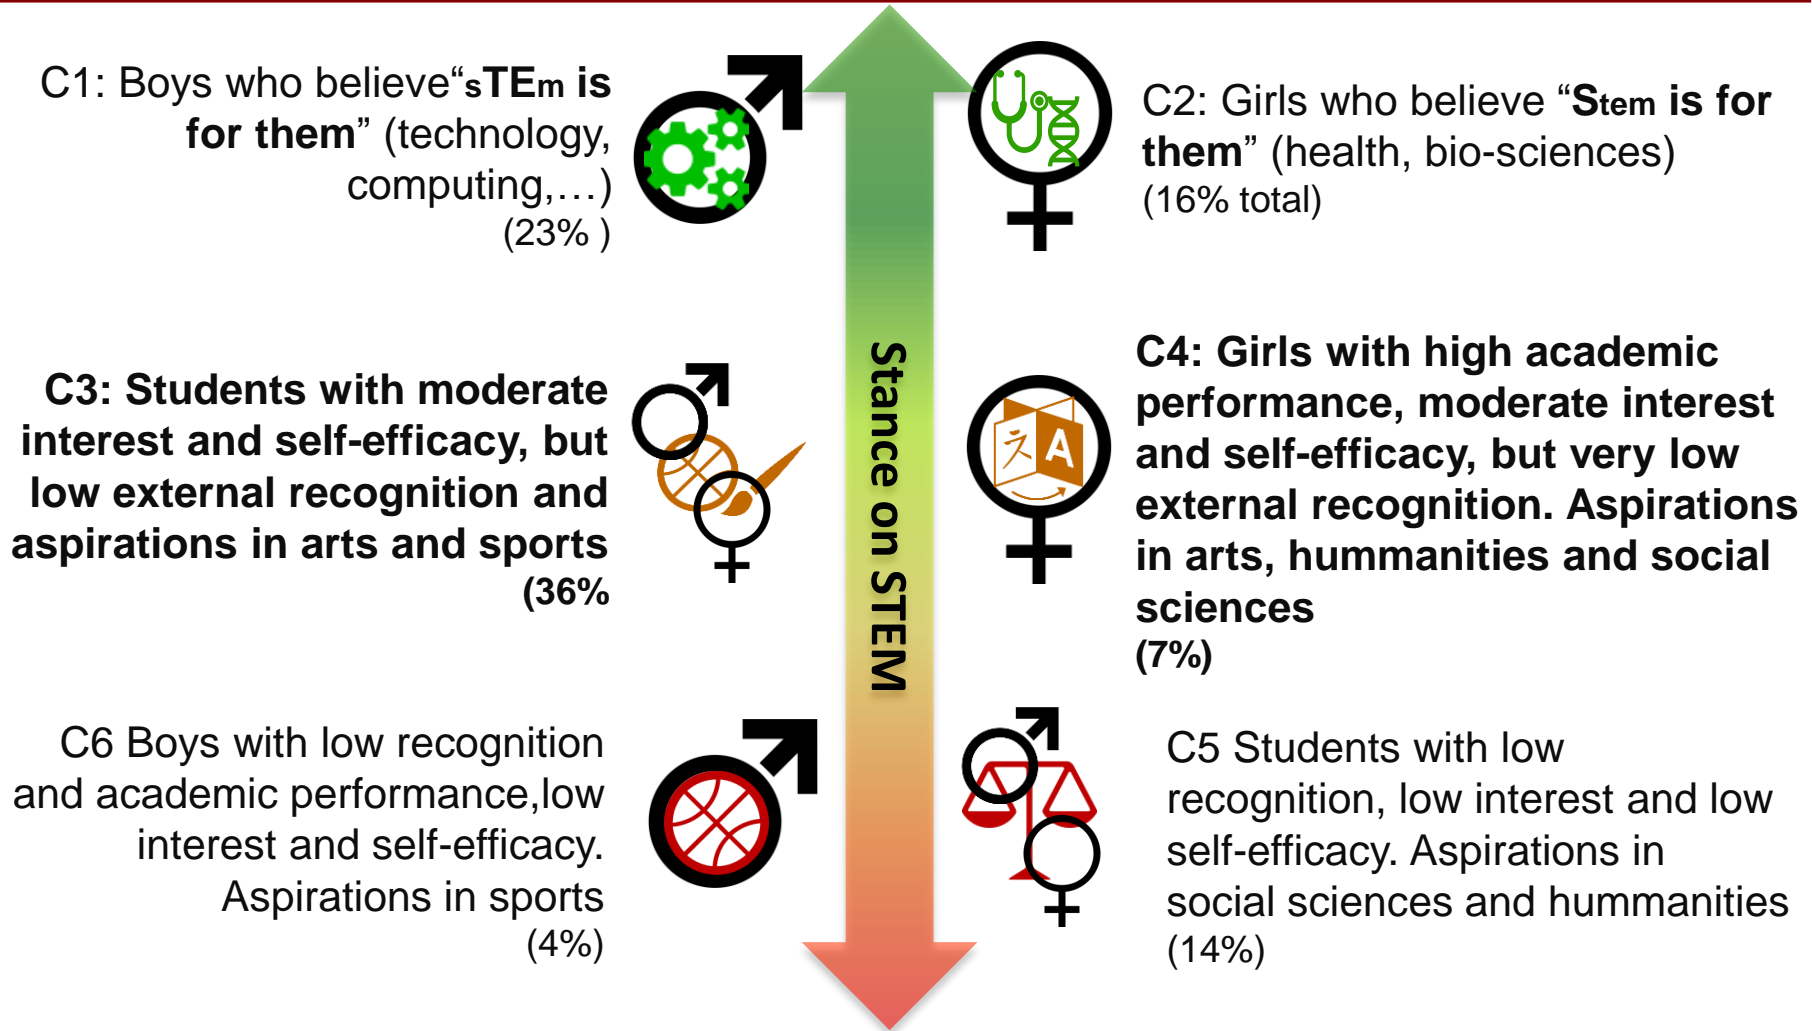 C1: Boys who believe“sTEm is
for them” (technology,
computing,…)
(23% )
C2: Girls who believe “Stem is for
them” (health, bio-sciences)
(16% total)
C3: Students with moderate
interest and self-efficacy, but
low external recognition and
aspirations in arts and sports
(36%
Stance on STEM
A
C4: Girls with high academic
performance, moderate interest
and self-efficacy, but very low
external recognition. Aspirations
in arts, hummanities and social
sciences
(7%)
C6 Boys with low recognition
and academic performance,low
interest and self-efficacy.
Aspirations in sports
(4%)
C5 Students with low
recognition, low interest and low
self-efficacy. Aspirations in
social sciences and hummanities
(14%)